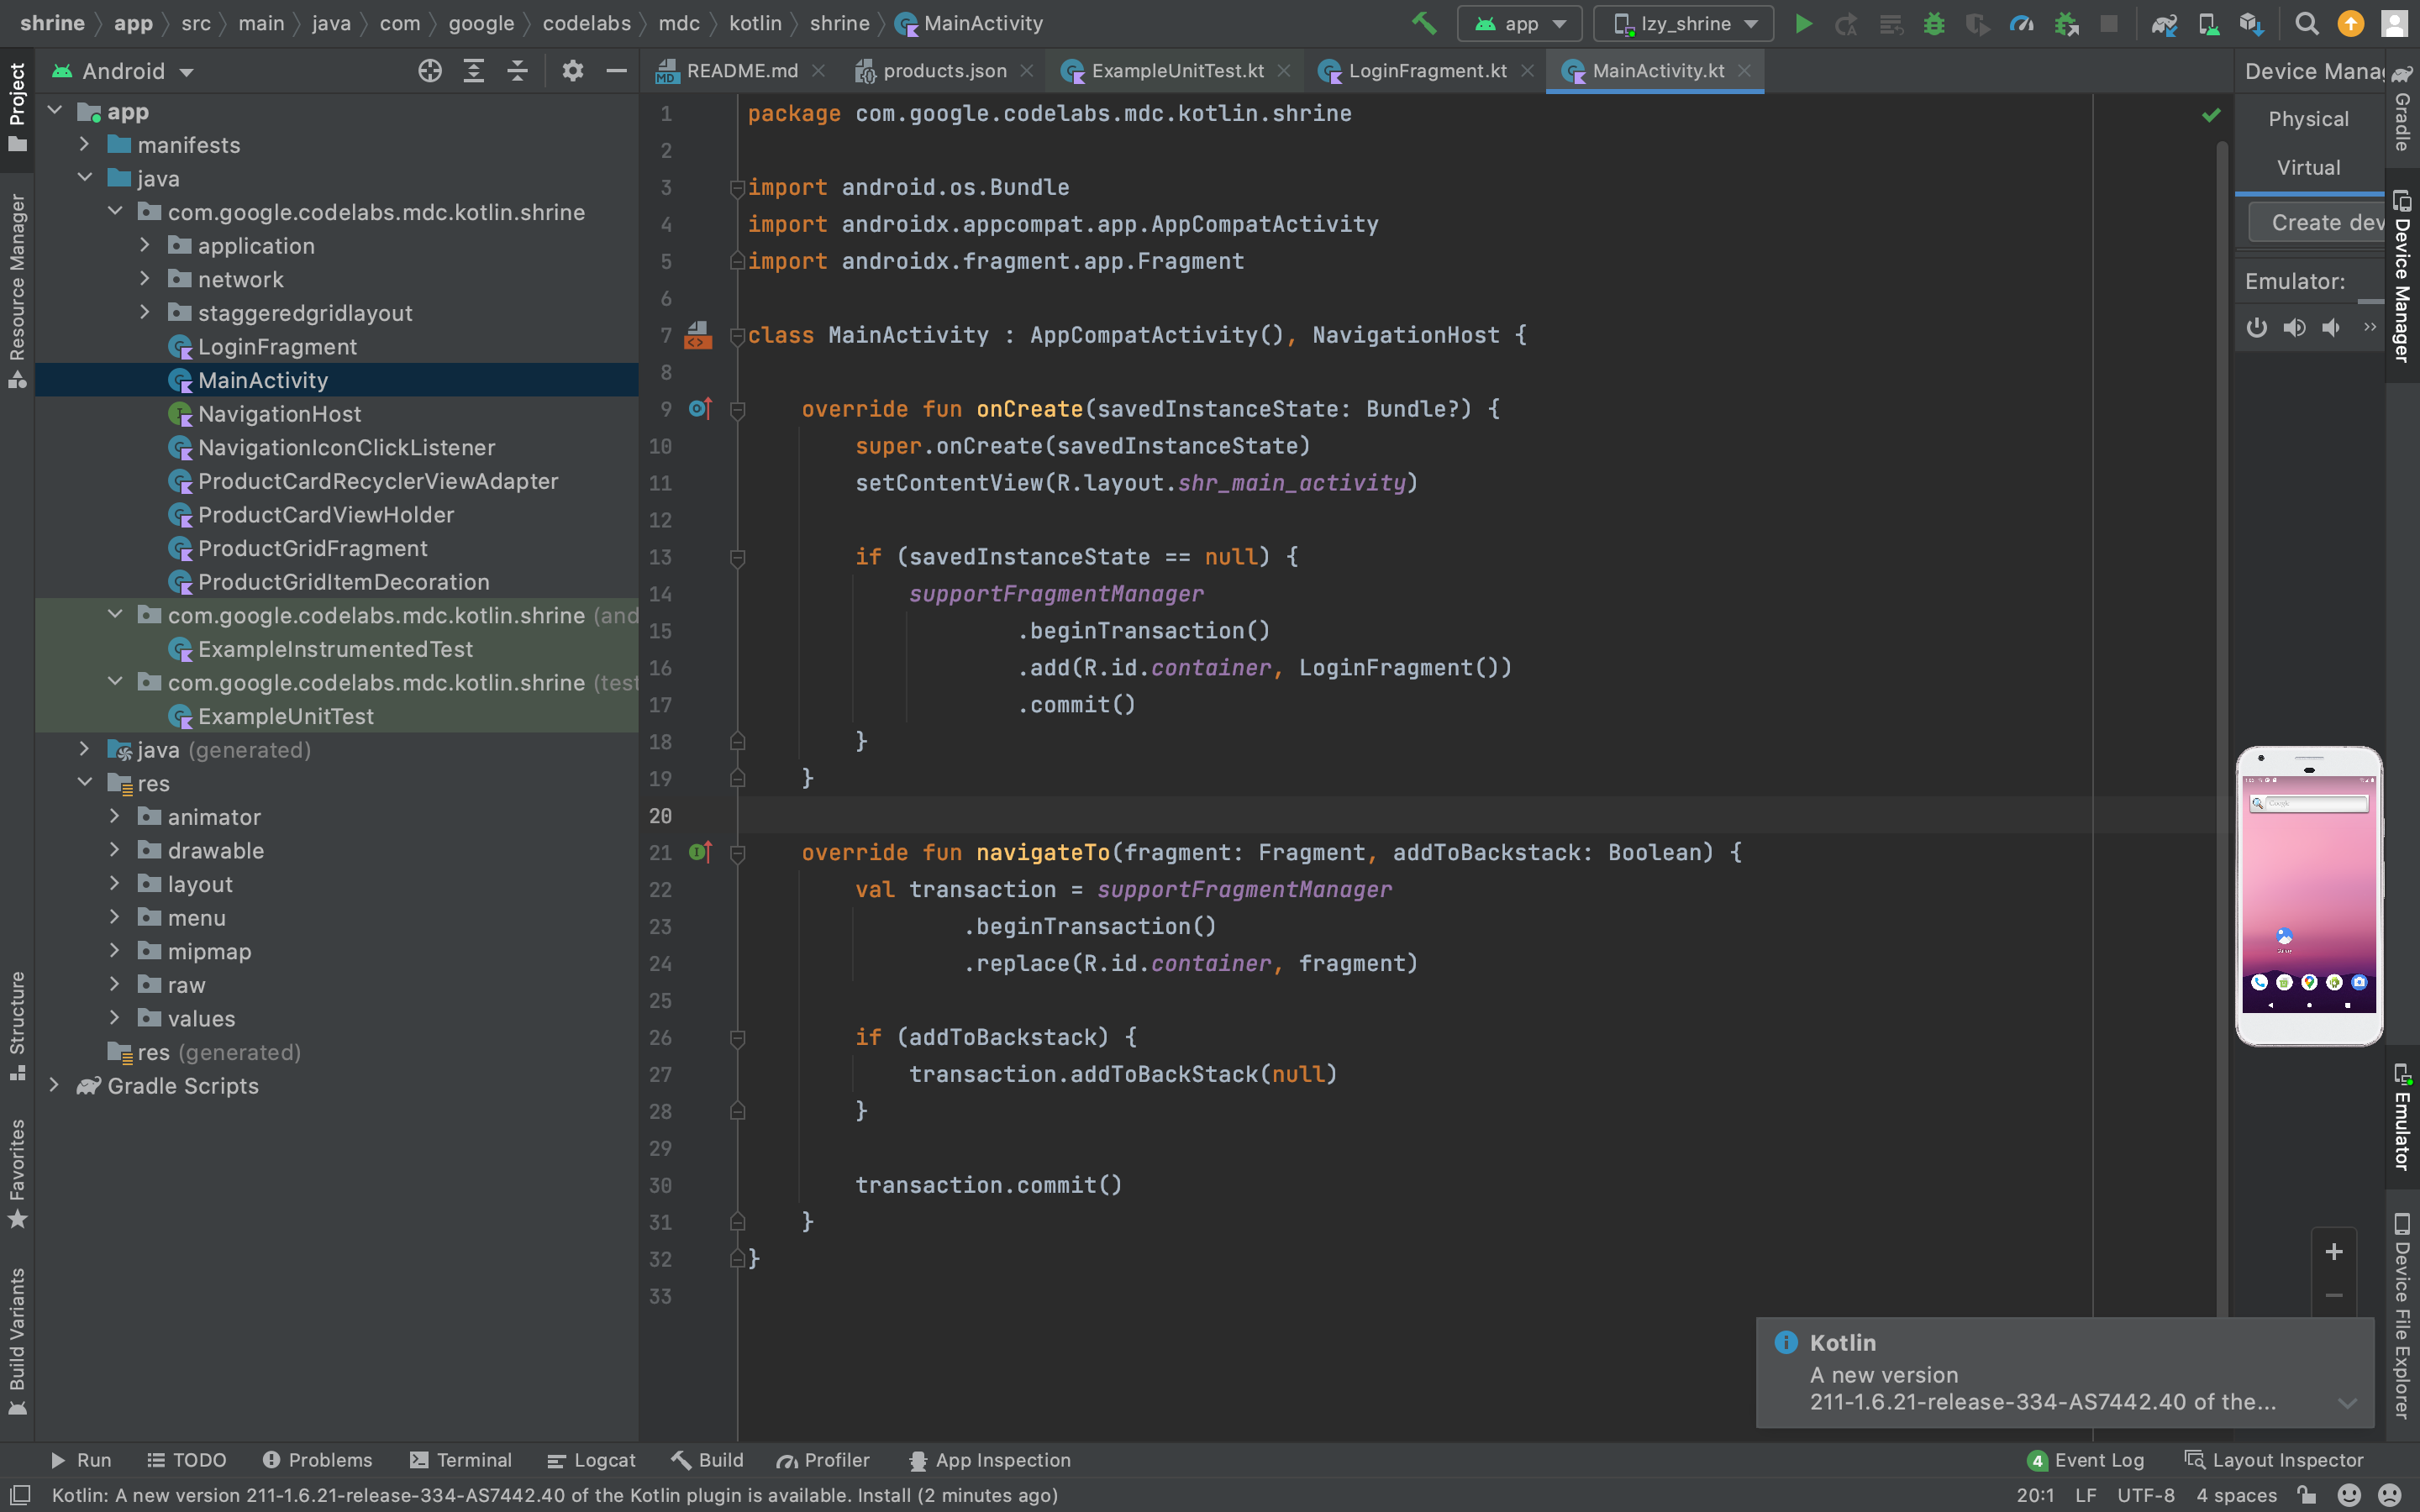 shrine app src main java com google codelabs mdc kotlin shrine MainActivity
app lzy_shrine
Project
Resource Manager
Structure
Favorites
Build Variants
Android
app
manifests
java
com.google.codelabs.mdc.kotlin.shrine
application
network
staggeredgridlayout
LoginFragment
MainActivity
NavigationHost
NavigationIconClickListener
ProductCardRecyclerViewAdapter
ProductCardViewHolder
ProductGridFragment
ProductGridItemDecoration
com.google.codelabs.mdc.kotlin.shrine (and
ExampleInstrumentedTest
com.google.codelabs.mdc.kotlin.shrine (test
ExampleUnitTest
java (generated)
res
animator
drawable
layout
menu
mipmap
raw
values
res (generated)
Gradle Scripts
README.md products.json ExampleUnitTest.kt LoginFragment.kt MainActivity.kt
1 package com.google.codelabs.mdc.kotlin.shrine
2
3 import android.os.Bundle
4 import androidx.appcompat.app.AppCompatActivity
5 import androidx.fragment.app.Fragment
6
7 class MainActivity : AppCompatActivity(), NavigationHost {
8
9 override fun onCreate(savedInstanceState: Bundle?) {
10 super.onCreate(savedInstanceState)
11 setContentView(R.layout.shr_main_activity)
12
13 if (savedInstanceState == null) {
14 supportFragmentManager
15 .beginTransaction()
16 .add(R.id.container, LoginFragment())
17 .commit()
18 }
19 }
20
21 override fun navigateTo(fragment: Fragment, addToBackstack: Boolean) {
22 val transaction = supportFragmentManager
23 .beginTransaction()
24 .replace(R.id.container, fragment)
25
26 if (addToBackstack) {
27 transaction.addToBackStack(null)
28 }
29
30 transaction.commit()
31 }
32 }
33
Device Mana
Physical
Virtual
Create dev
Emulator:
Gradle
Device Manager
Emulator
Device File Explorer
Kotlin
A new version
211-1.6.21-release-334-AS7442.40 of the...
Run TODO Problems Terminal Logcat Build Profiler App Inspection 4 Event Log Layout Inspector
Kotlin: A new version 211-1.6.21-release-334-AS7442.40 of the Kotlin plugin is available. Install (2 minutes ago) 20:1 LF UTF-8 4 spaces